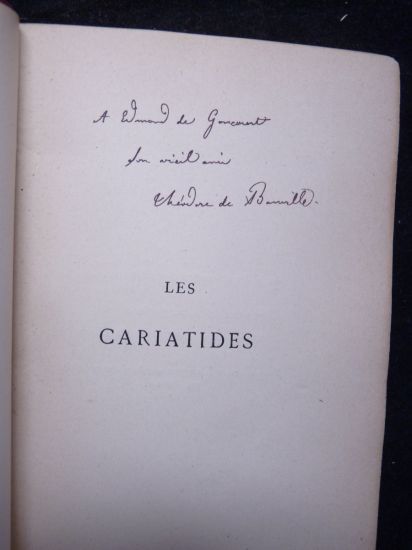 A Edmond de Goncourt
son vieil ami
Théodore de Banville.
LES
CARIATIDES